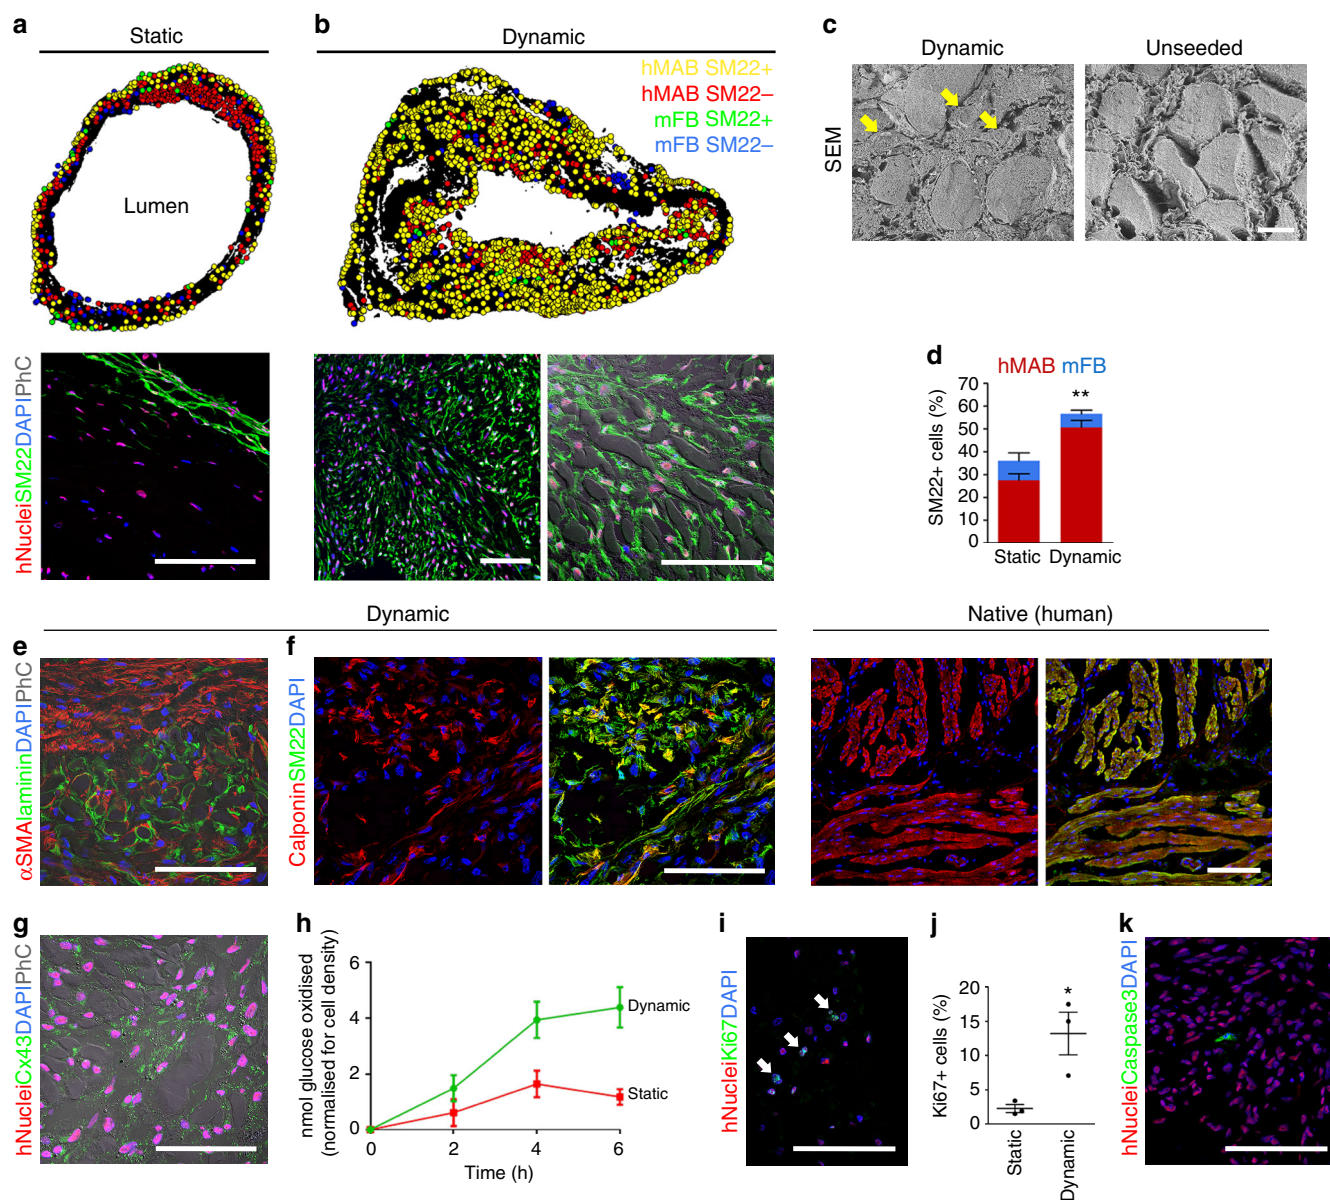 a
Static
Lumen
hNucleiSM22DAPIPhC
b
Dynamic
hMAB SM22+
hMAB SM22–
mFB SM22+
mFB SM22–
c
Dynamic
Unseeded
SEM
d
hMAB mFB
SM22+ cells (%)
70
60
50
40
30
20
10
0
**
Static
Dynamic
Dynamic
Native (human)
e
αSMAlamininDAPIPhC
f
CalponinSM22DAPI
g
hNucleiCx43DAPIPhC
h
nmol glucose oxidised
(normalised for cell density)
6
4
2
0
Dynamic
Static
0 2 4 6
Time (h)
i
hNucleiKi67DAPI
j
Ki67+ cells (%)
20
15
10
5
0
*
Static
Dynamic
k
hNucleiCaspase3DAPI